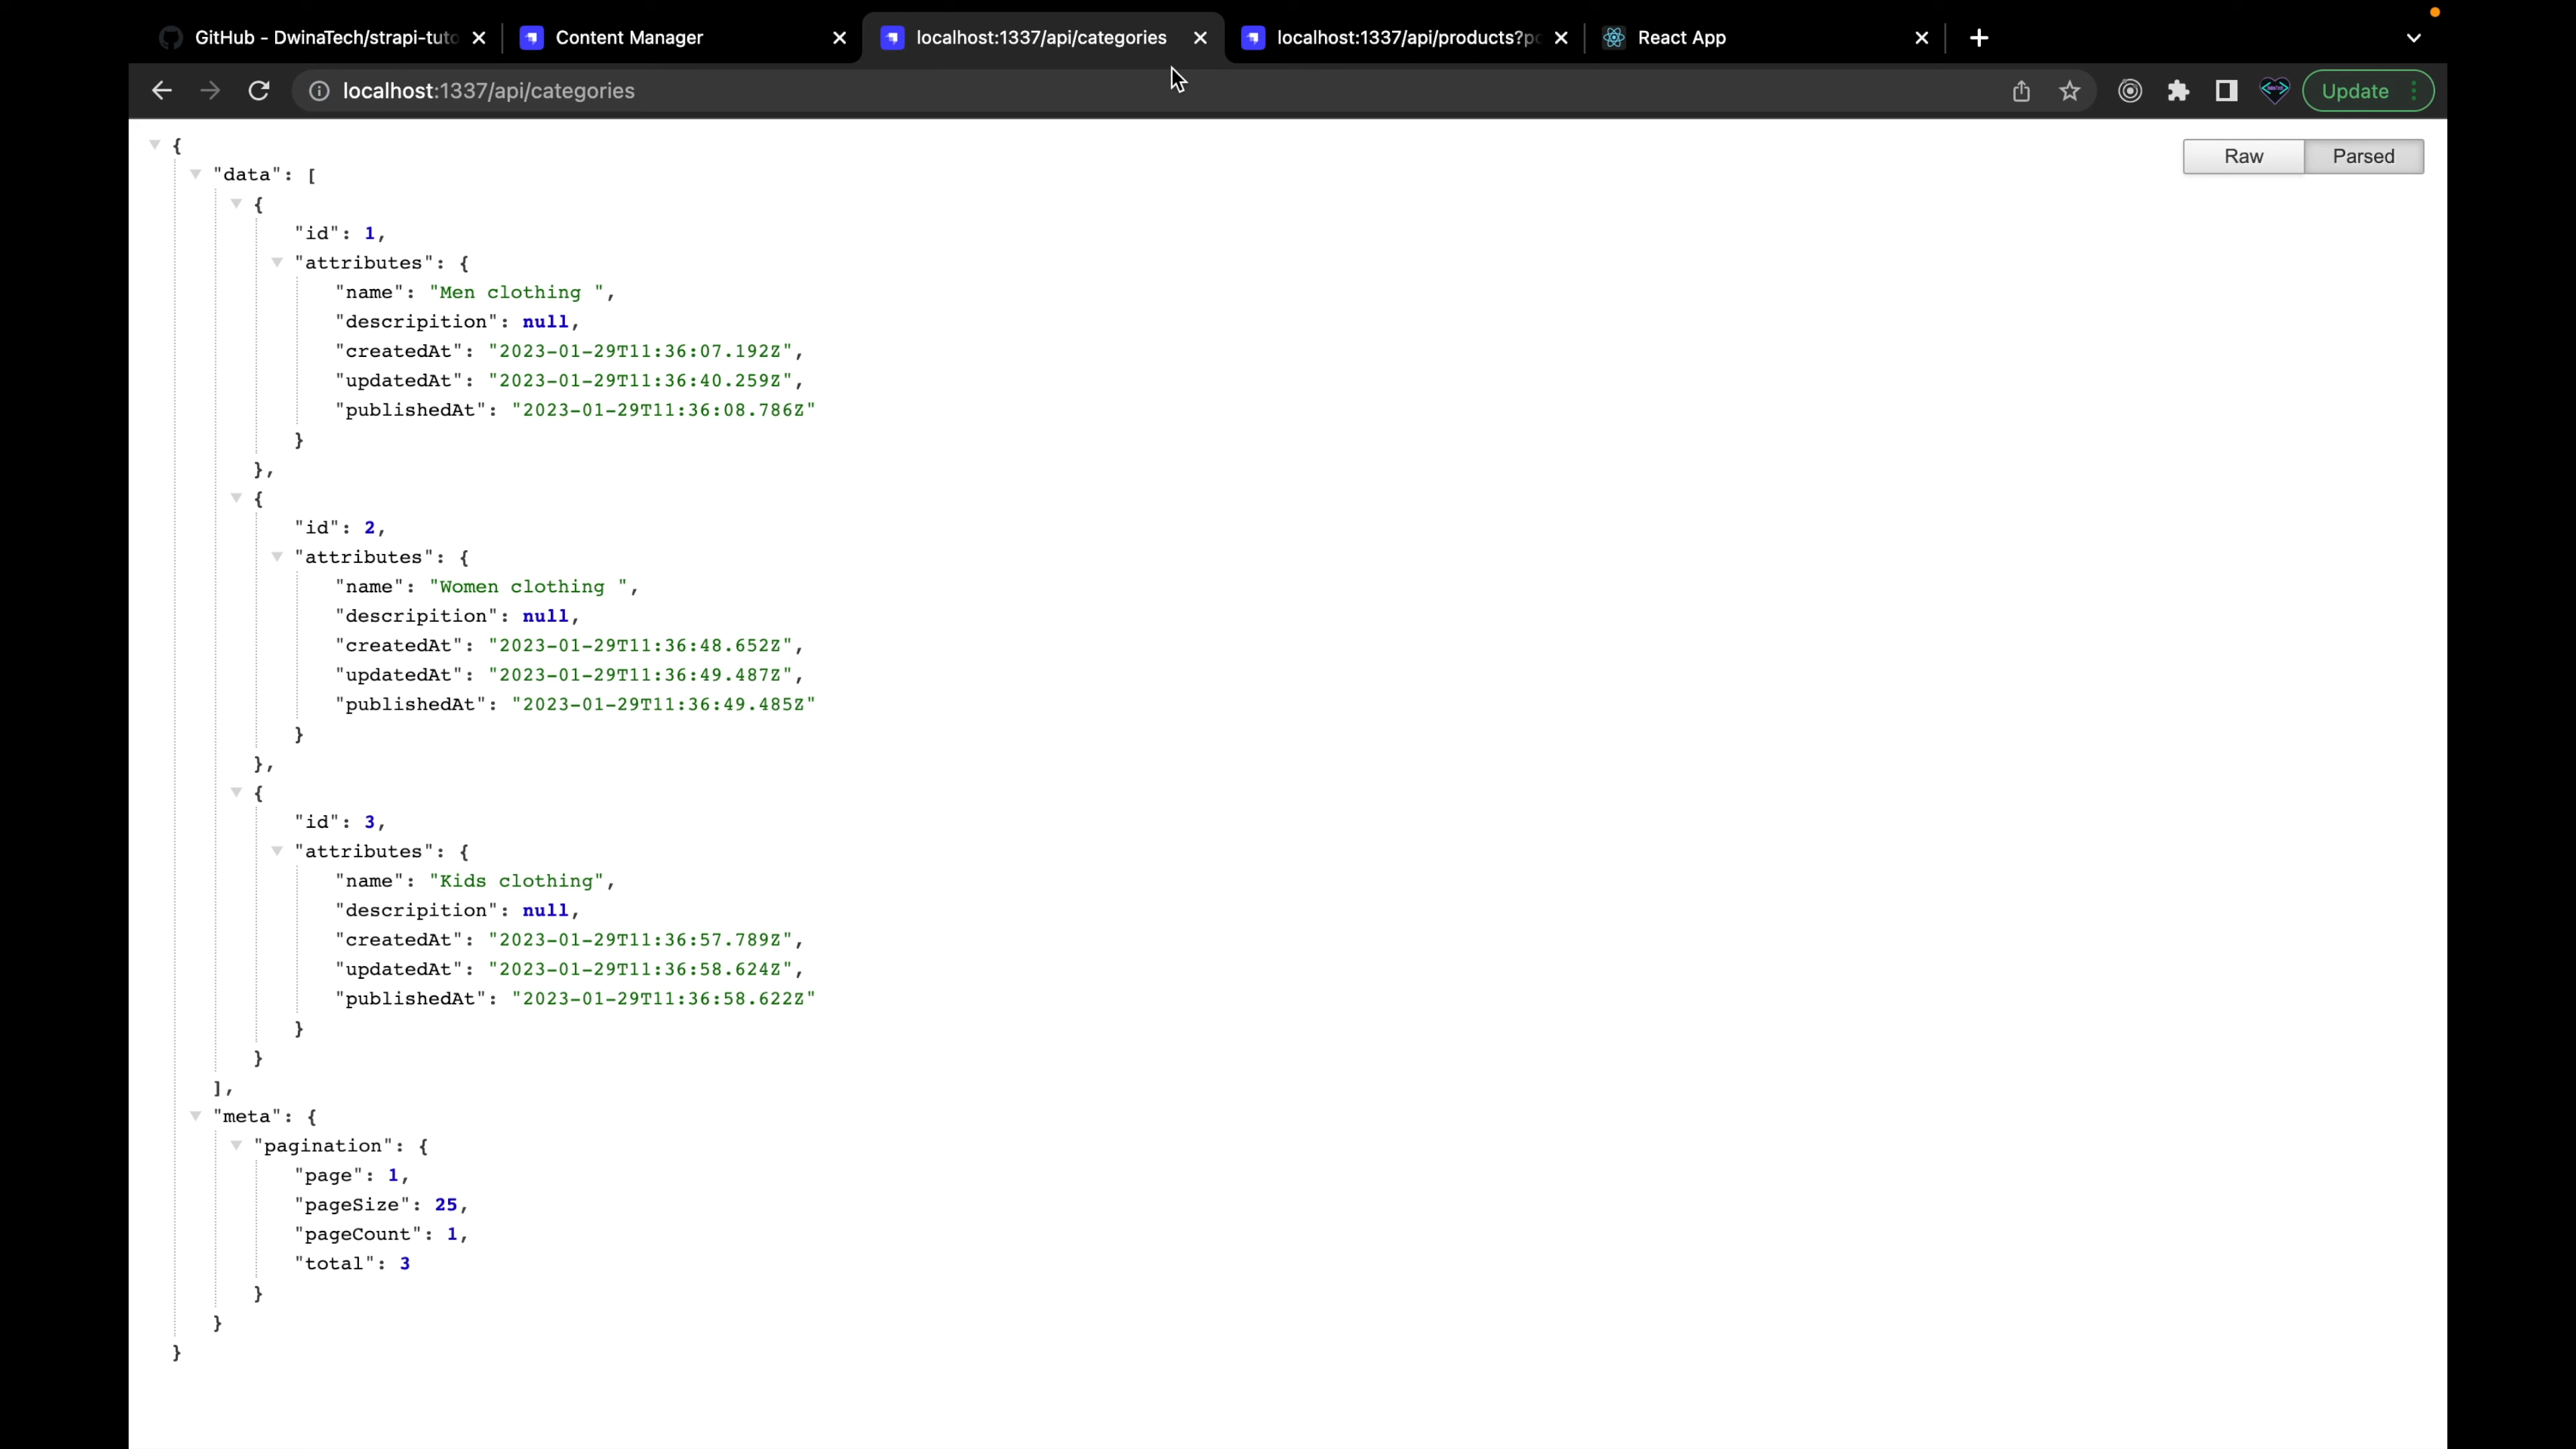 GitHub - DwinaTech/strapi-tuto
Content Manager
localhost:1337/api/categories
localhost:1337/api/products?po
React App
localhost:1337/api/categories
Update
Raw
Parsed
{
"data": [
{
"id": 1,
"attributes": {
"name": "Men clothing ",
"descripition": null,
"createdAt": "2023-01-29T11:36:07.192Z",
"updatedAt": "2023-01-29T11:36:40.259Z",
"publishedAt": "2023-01-29T11:36:08.786Z"
}
},
{
"id": 2,
"attributes": {
"name": "Women clothing ",
"descripition": null,
"createdAt": "2023-01-29T11:36:48.652Z",
"updatedAt": "2023-01-29T11:36:49.487Z",
"publishedAt": "2023-01-29T11:36:49.485Z"
}
},
{
"id": 3,
"attributes": {
"name": "Kids clothing",
"descripition": null,
"createdAt": "2023-01-29T11:36:57.789Z",
"updatedAt": "2023-01-29T11:36:58.624Z",
"publishedAt": "2023-01-29T11:36:58.622Z"
}
}
],
"meta": {
"pagination": {
"page": 1,
"pageSize": 25,
"pageCount": 1,
"total": 3
}
}
}